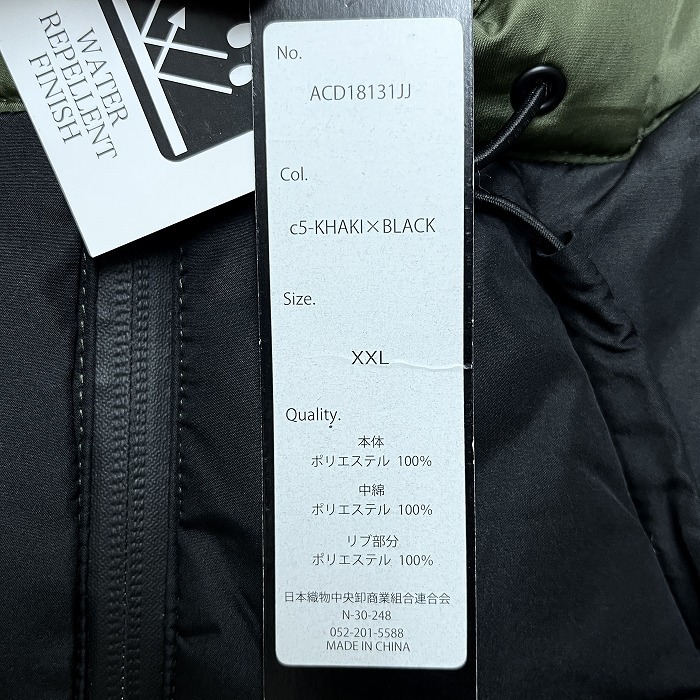 WATER
REPELLENT
FINISH
No.
ACD18131JJ
Col.
c5-KHAKI×BLACK
Size.
XXL
Quality.
本体
ポリエステル 100%
中綿
ポリエステル 100%
リブ部分
ポリエステル 100%
日本織物中央卸商業組合連合会
N-30-248
052-201-5588
MADE IN CHINA